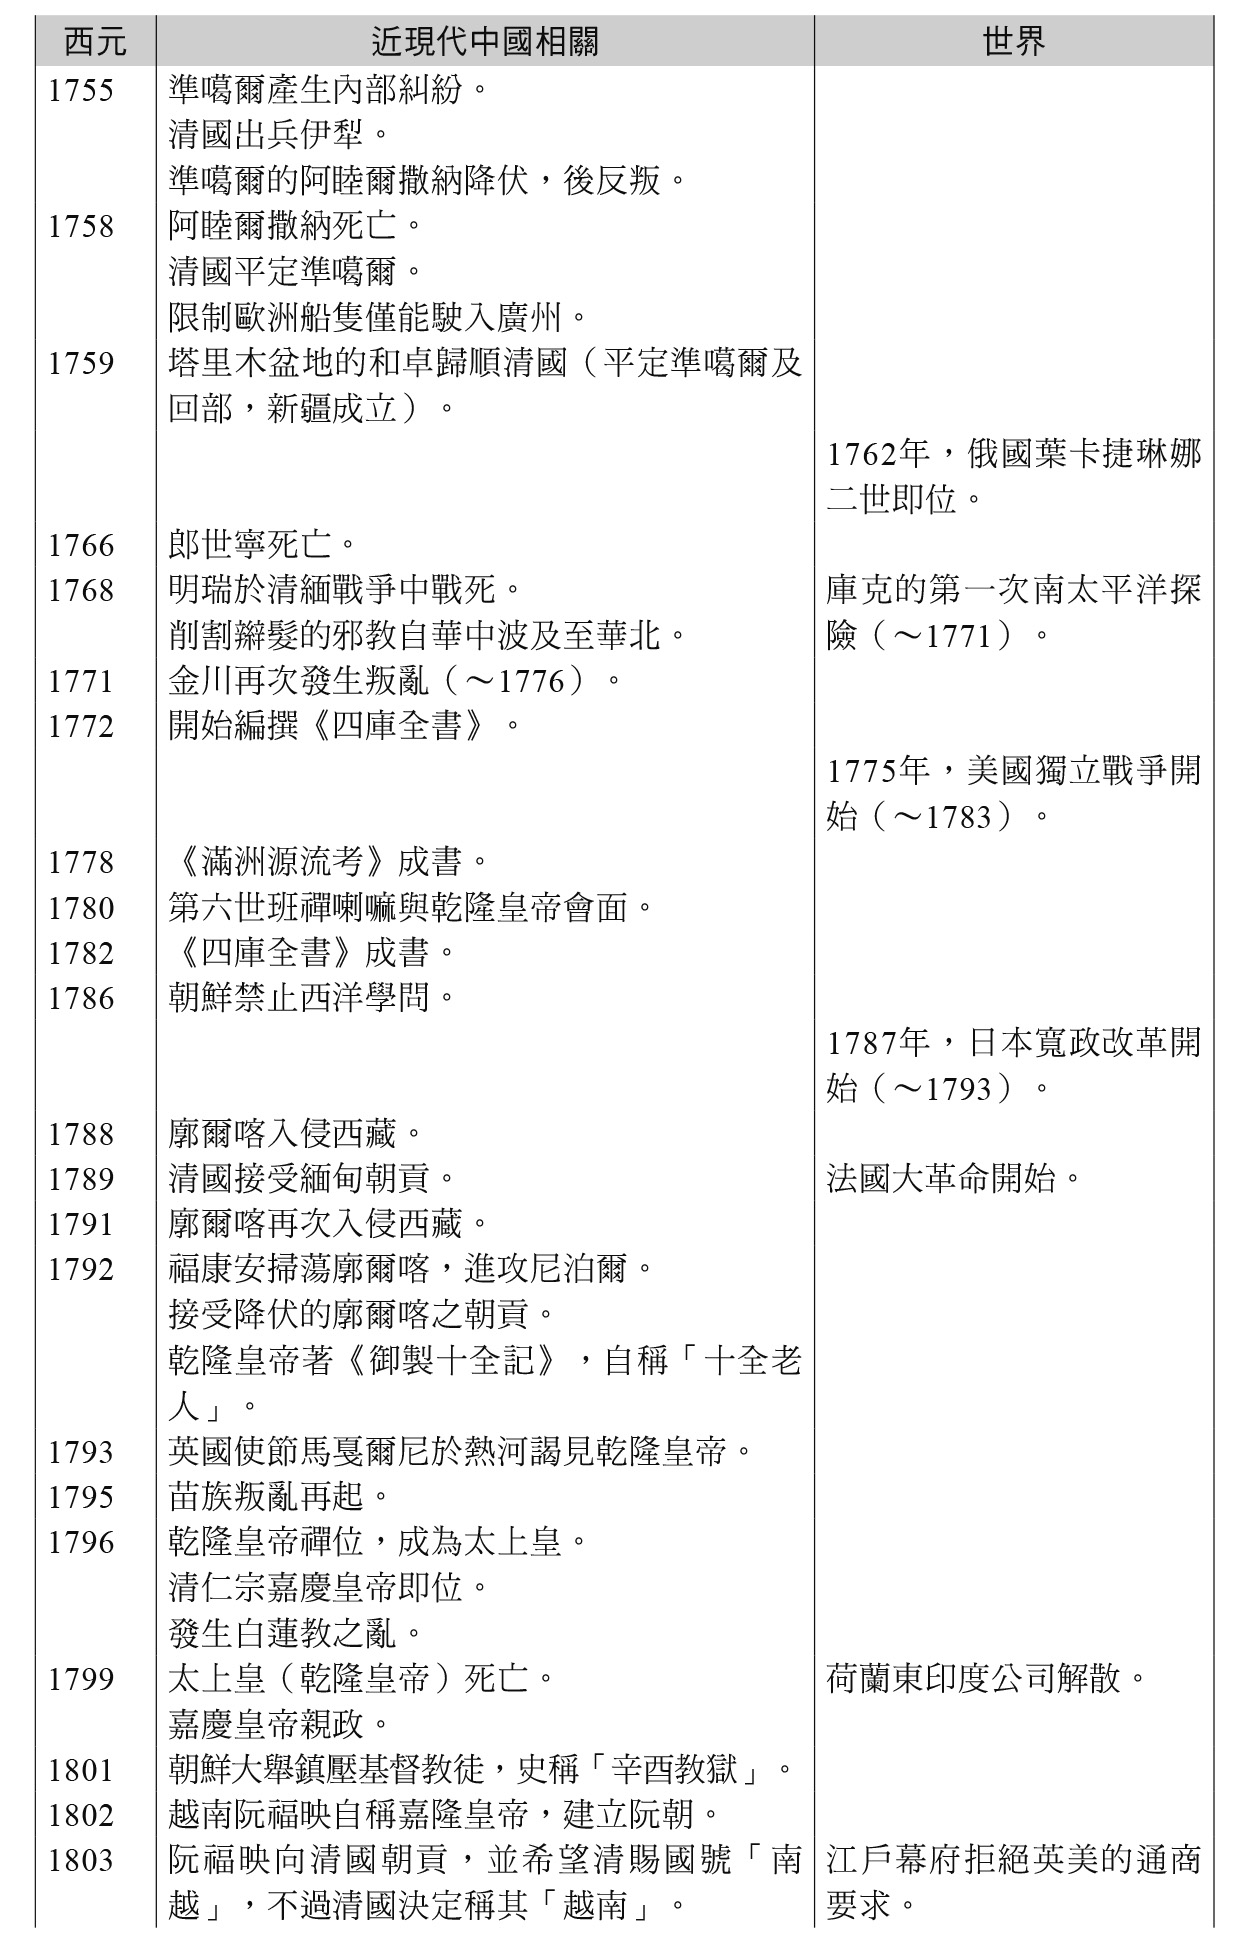 西元 近現代中國相關 世界
1755 準噶爾產生內部糾紛。
清國出兵伊犁。
準噶爾的阿睦爾撒納降伏，後反叛。
1758 阿睦爾撒納死亡。
清國平定準噶爾。
限制歐洲船隻僅能駛入廣州。
1759 塔里木盆地的和卓歸順清國（平定準噶爾及
回部，新疆成立）。
1762年，俄國葉卡捷琳娜
二世即位。
1766 郎世寧死亡。
1768 明瑞於清緬戰爭中戰死。 庫克的第一次南太平洋探
削割辮髮的邪教自華中波及至華北。 險（～1771）。
1771 金川再次發生叛亂（～1776）。
1772 開始編撰《四庫全書》。
1775年，美國獨立戰爭開
始（～1783）。
1778 《滿洲源流考》成書。
1780 第六世班禪喇嘛與乾隆皇帝會面。
1782 《四庫全書》成書。
1786 朝鮮禁止西洋學問。
1787年，日本寬政改革開
始（～1793）。
1788 廓爾喀入侵西藏。
1789 清國接受緬甸朝貢。 法國大革命開始。
1791 廓爾喀再次入侵西藏。
1792 福康安掃蕩廓爾喀，進攻尼泊爾。
接受降伏的廓爾喀之朝貢。
乾隆皇帝著《御製十全記》，自稱「十全老
人」。
1793 英國使節馬戛爾尼於熱河謁見乾隆皇帝。
1795 苗族叛亂再起。
1796 乾隆皇帝禪位，成為太上皇。
清仁宗嘉慶皇帝即位。
發生白蓮教之亂。
1799 太上皇（乾隆皇帝）死亡。 荷蘭東印度公司解散。
嘉慶皇帝親政。
1801 朝鮮大舉鎮壓基督教徒，史稱「辛酉教獄」。
1802 越南阮福映自稱嘉隆皇帝，建立阮朝。
1803 阮福映向清國朝貢，並希望清賜國號「南 江戶幕府拒絕英美的通商
越」，不過清國決定稱其「越南」。 要求。